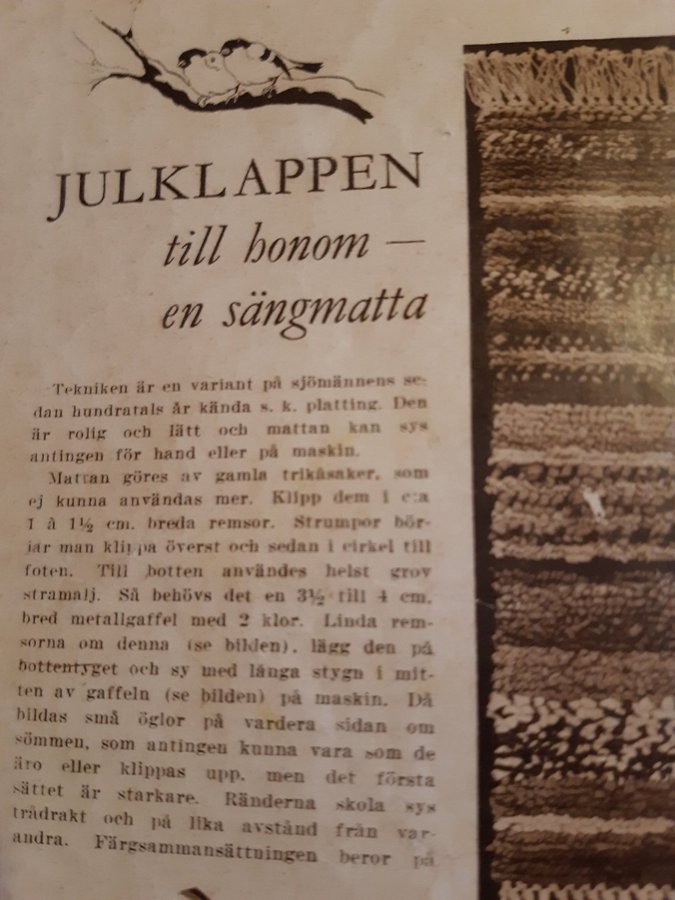 JULKLAPPEN
till honom —
en sängmatta
Tekniken är en variant på sjömännens se-
dan hundratals år kända s. k. platting. Den
är rolig och lätt och mattan kan sys
antingen för hand eller på maskin.
Mattan göres av gamla trikåsaker, som
ej kunna användas mer. Klipp dem i c:a
1 à 1½ cm. breda remsor. Strumpor bör-
jar man klippa överst och sedan i cirkel till
foten. Till botten användes helst grov
stramalj. Så behövs det en 3½ till 4 cm.
bred metallgaffel med 2 klor. Linda rem-
sorna om denna (se bilden), lägg den på
bottentyget och sy med långa stygn i mit-
ten av gaffeln (se bilden) på maskin. Då
bildas små öglor på vardera sidan om
sömmen, som antingen kunna vara som de
äro eller klippas upp, men det första
sättet är starkare. Ränderna skola sys
trådrakt och på lika avstånd från var-
andra. Färgsammansättningen beror på